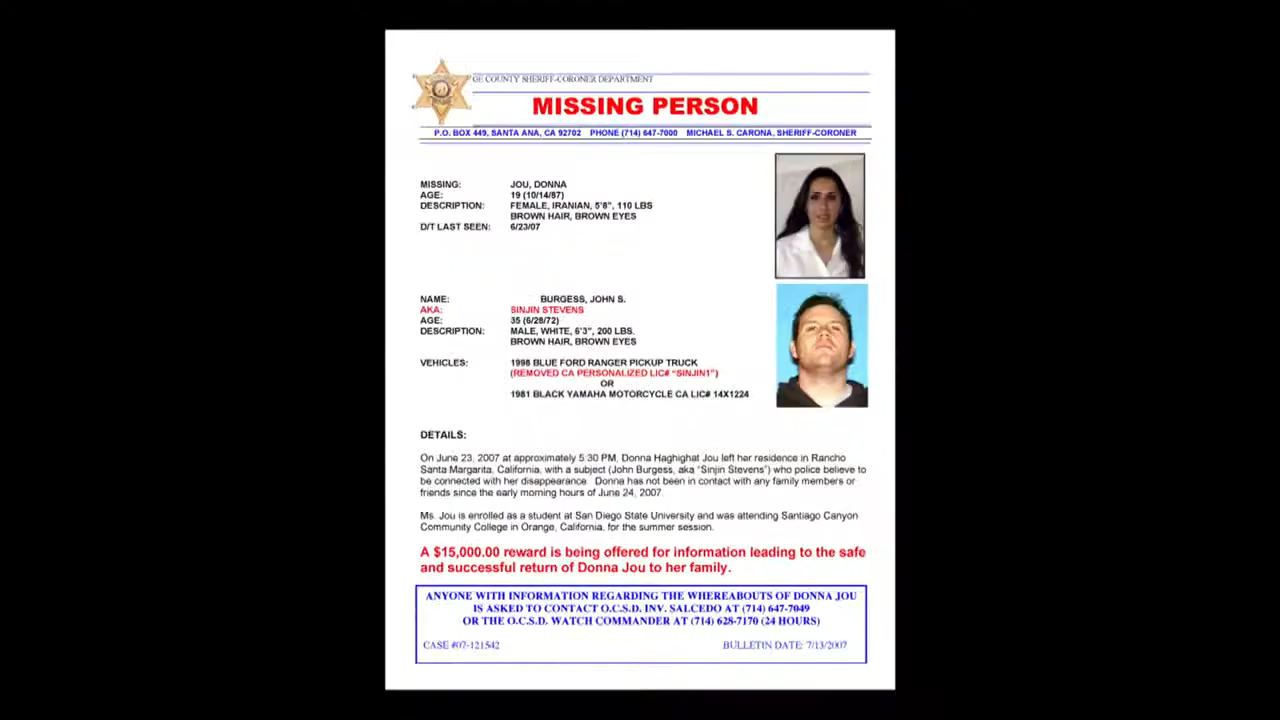 GE COUNTY SHERIFF-CORONER DEPARTMENT
MISSING PERSON
P.O. BOX 449, SANTA ANA, CA 92702 PHONE (714) 647-7000 MICHAEL S. CARONA, SHERIFF-CORONER
MISSING: JOU, DONNA
AGE: 19 (10/14/87)
DESCRIPTION: FEMALE, IRANIAN, 5'8", 110 LBS
BROWN HAIR, BROWN EYES
D/T LAST SEEN: 6/23/07
NAME: BURGESS, JOHN S.
AKA: SINJIN STEVENS
AGE: 35 (6/28/72)
DESCRIPTION: MALE, WHITE, 6'3", 200 LBS.
BROWN HAIR, BROWN EYES
VEHICLES: 1998 BLUE FORD RANGER PICKUP TRUCK
(REMOVED CA PERSONALIZED LIC# "SINJIN1")
OR
1981 BLACK YAMAHA MOTORCYCLE CA LIC# 14X1224
DETAILS:
On June 23, 2007 at approximately 5:30 PM, Donna Haghighat Jou left her residence in Rancho
Santa Margarita, California, with a subject (John Burgess, aka "Sinjin Stevens") who police believe to
be connected with her disappearance. Donna has not been in contact with any family members or
friends since the early morning hours of June 24, 2007.
Ms. Jou is enrolled as a student at San Diego State University and was attending Santiago Canyon
Community College in Orange, California, for the summer session.
A $15,000.00 reward is being offered for information leading to the safe
and successful return of Donna Jou to her family.
ANYONE WITH INFORMATION REGARDING THE WHEREABOUTS OF DONNA JOU
IS ASKED TO CONTACT O.C.S.D. INV. SALCEDO AT (714) 647-7049
OR THE O.C.S.D. WATCH COMMANDER AT (714) 628-7170 (24 HOURS)
CASE #07-121542 BULLETIN DATE: 7/13/2007